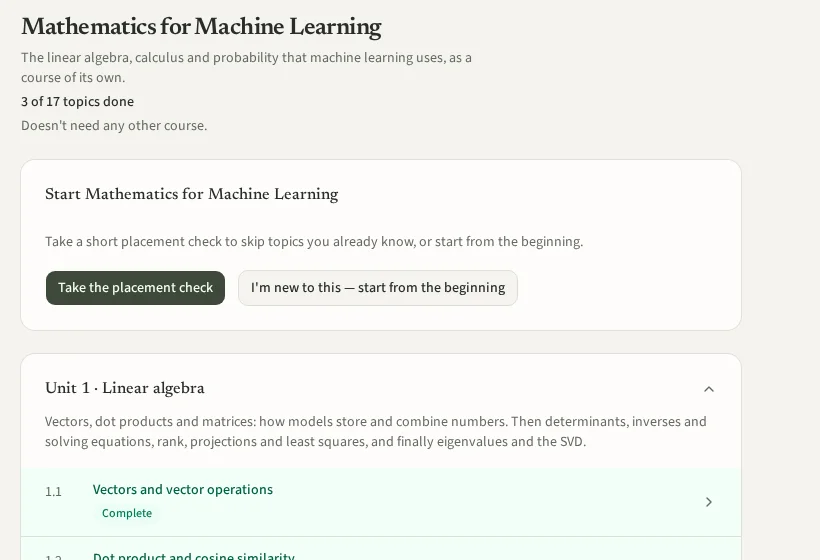 Mathematics for Machine Learning
The linear algebra, calculus and probability that machine learning uses, as a
course of its own.
3 of 17 topics done
Doesn't need any other course.
Start Mathematics for Machine Learning
Take a short placement check to skip topics you already know, or start from the beginning.
Take the placement check
I'm new to this — start from the beginning
Unit 1 · Linear algebra
Vectors, dot products and matrices: how models store and combine numbers. Then determinants, inverses and
solving equations, rank, projections and least squares, and finally eigenvalues and the SVD.
1.1 Vectors and vector operations
Complete
1.2 Dot product and cosine similarity